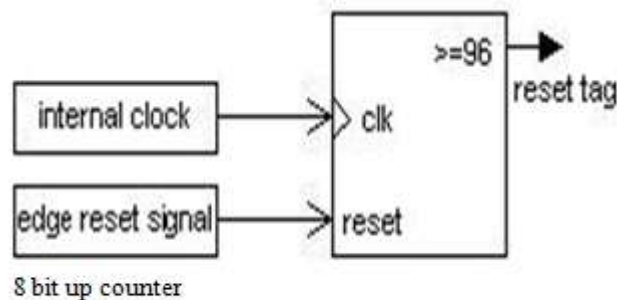 >=96
reset tag
internal clock
clk
edge reset signal
reset
8 bit up counter